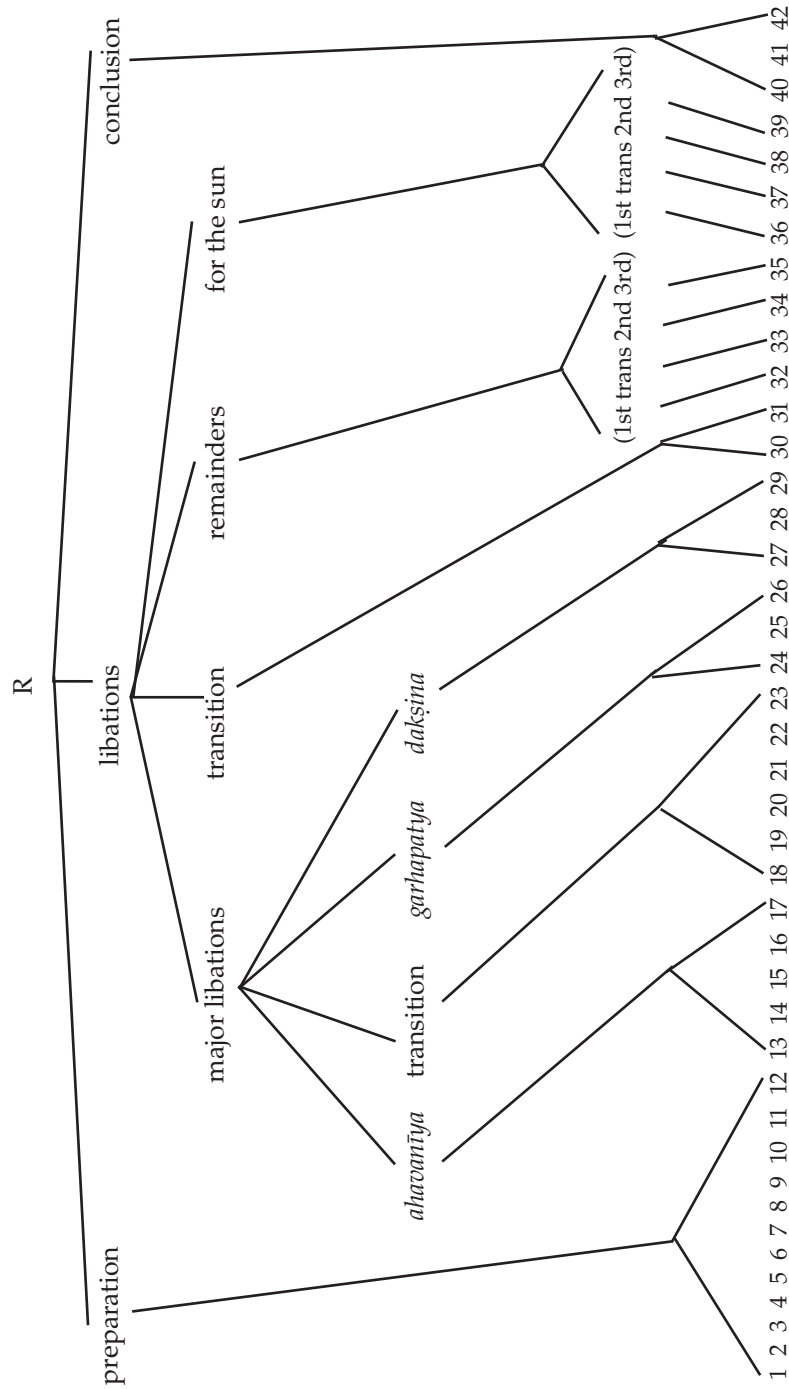 R
preparation libations conclusion
major libations transition remainders for the sun
ahavanīya transition garhapatya dakṣina
(1st trans 2nd 3rd) (1st trans 2nd 3rd)
1 2 3 4 5 6 7 8 9 10 11 12 13 14 15 16 17 18 19 20 21 22 23 24 25 26 27 28 29 30 31 32 33 34 35 36 37 38 39 40 41 42